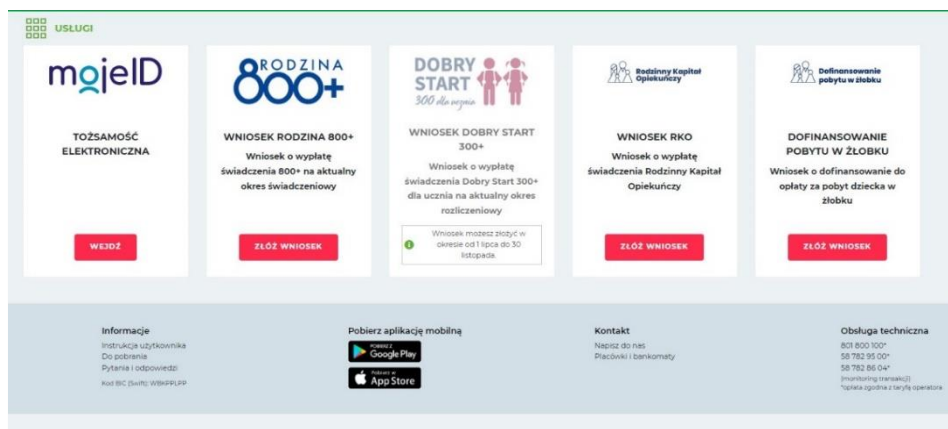 USŁUGI
mojeID
TOŻSAMOŚĆ
ELEKTRONICZNA
WEJDŹ
RODZINA
800+
WNIOSEK RODZINA 800+
Wniosek o wypłatę
świadczenia 800+ na aktualny
okres świadczeniowy
ZŁÓŻ WNIOSEK
DOBRY
START
300 dla ucznia
WNIOSEK DOBRY START
300+
Wniosek o wypłatę
świadczenia Dobry Start 300+
dla ucznia na aktualny okres
rozliczeniowy
Wniosek możesz złożyć w
okresie od 1 lipca do 30
listopada.
Rodzinny Kapitał
Opiekuńczy
WNIOSEK RKO
Wniosek o wypłatę
świadczenia Rodzinny Kapitał
Opiekuńczy
ZŁÓŻ WNIOSEK
Dofinansowanie
pobytu w żłobku
DOFINANSOWANIE
POBYTU W ŻŁOBKU
Wniosek o dofinansowanie do
opłaty za pobyt dziecka w
żłobku
ZŁÓŻ WNIOSEK
Informacje
Instrukcja użytkownika
Do pobrania
Pytania i odpowiedzi
Kod BIC (Swift): WBKPPLPP
Pobierz aplikację mobilną
POBIERZ Z
Google Play
Pobierz w
App Store
Kontakt
Napisz do nas
Placówki i bankomaty
Obsługa techniczna
801 800 100*
58 782 95 00*
58 782 86 04*
(monitoring transakcji)
*opłata zgodna z taryfą operatora